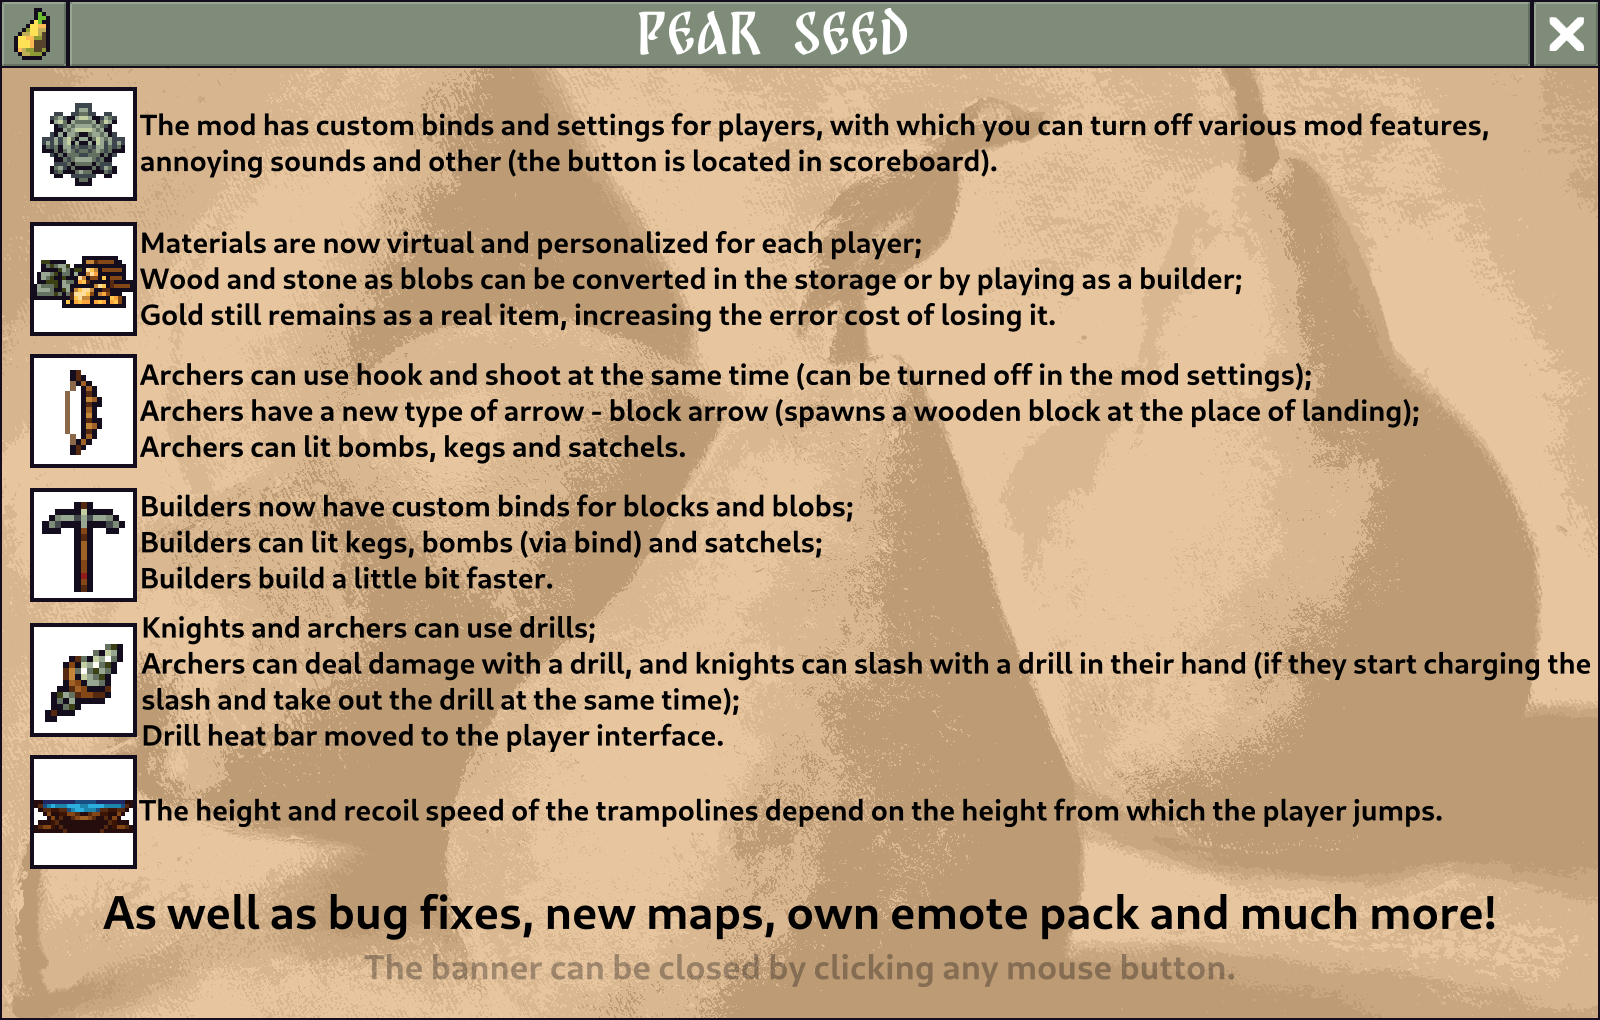 PEAR SEED
The mod has custom binds and settings for players, with which you can turn off various mod features,
annoying sounds and other (the button is located in scoreboard).
Materials are now virtual and personalized for each player;
Wood and stone as blobs can be converted in the storage or by playing as a builder;
Gold still remains as a real item, increasing the error cost of losing it.
Archers can use hook and shoot at the same time (can be turned off in the mod settings);
Archers have a new type of arrow - block arrow (spawns a wooden block at the place of landing);
Archers can lit bombs, kegs and satchels.
Builders now have custom binds for blocks and blobs;
Builders can lit kegs, bombs (via bind) and satchels;
Builders build a little bit faster.
Knights and archers can use drills;
Archers can deal damage with a drill, and knights can slash with a drill in their hand (if they start charging the
slash and take out the drill at the same time);
Drill heat bar moved to the player interface.
The height and recoil speed of the trampolines depend on the height from which the player jumps.
As well as bug fixes, new maps, own emote pack and much more!
The banner can be closed by clicking any mouse button.